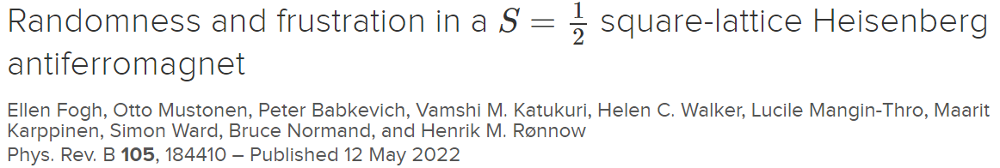 Randomness and frustration in a S = 1/2 square-lattice Heisenberg
antiferromagnet
Ellen Fogh, Otto Mustonen, Peter Babkevich, Vamshi M. Katukuri, Helen C. Walker, Lucile Mangin-Thro, Maarit
Karppinen, Simon Ward, Bruce Normand, and Henrik M. Rønnow
Phys. Rev. B 105, 184410 – Published 12 May 2022